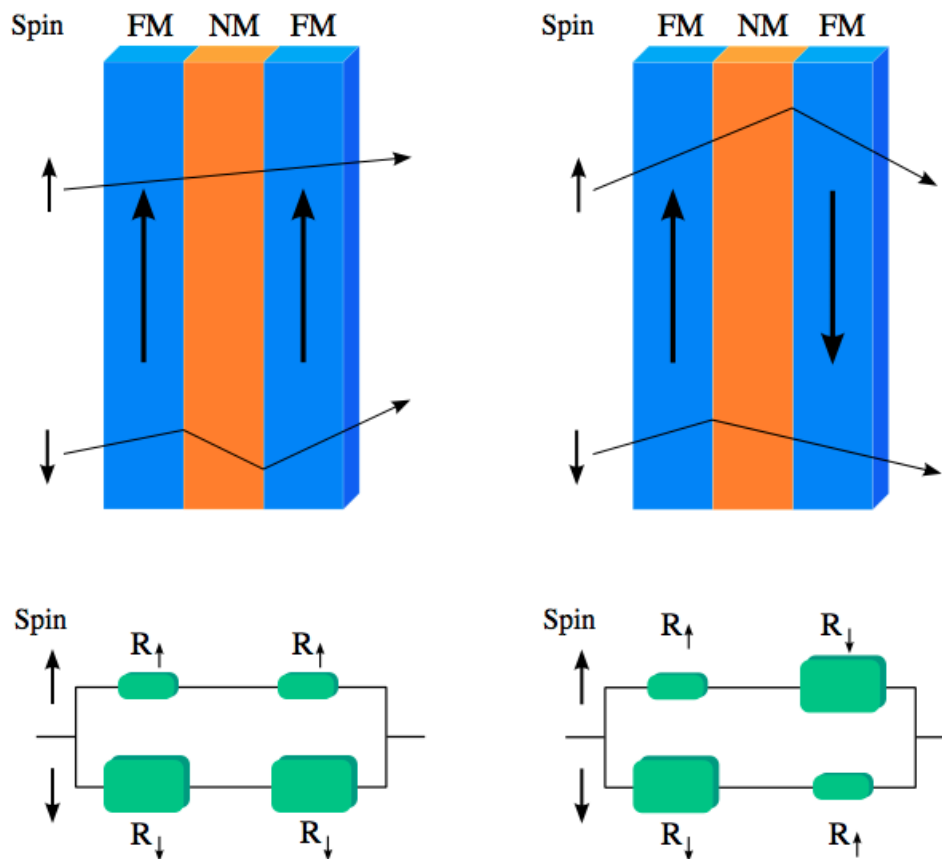 Spin FM NM FM
Spin FM NM FM
Spin
R↑ R↑
R↓ R↓
Spin
R↑ R↓
R↓ R↑